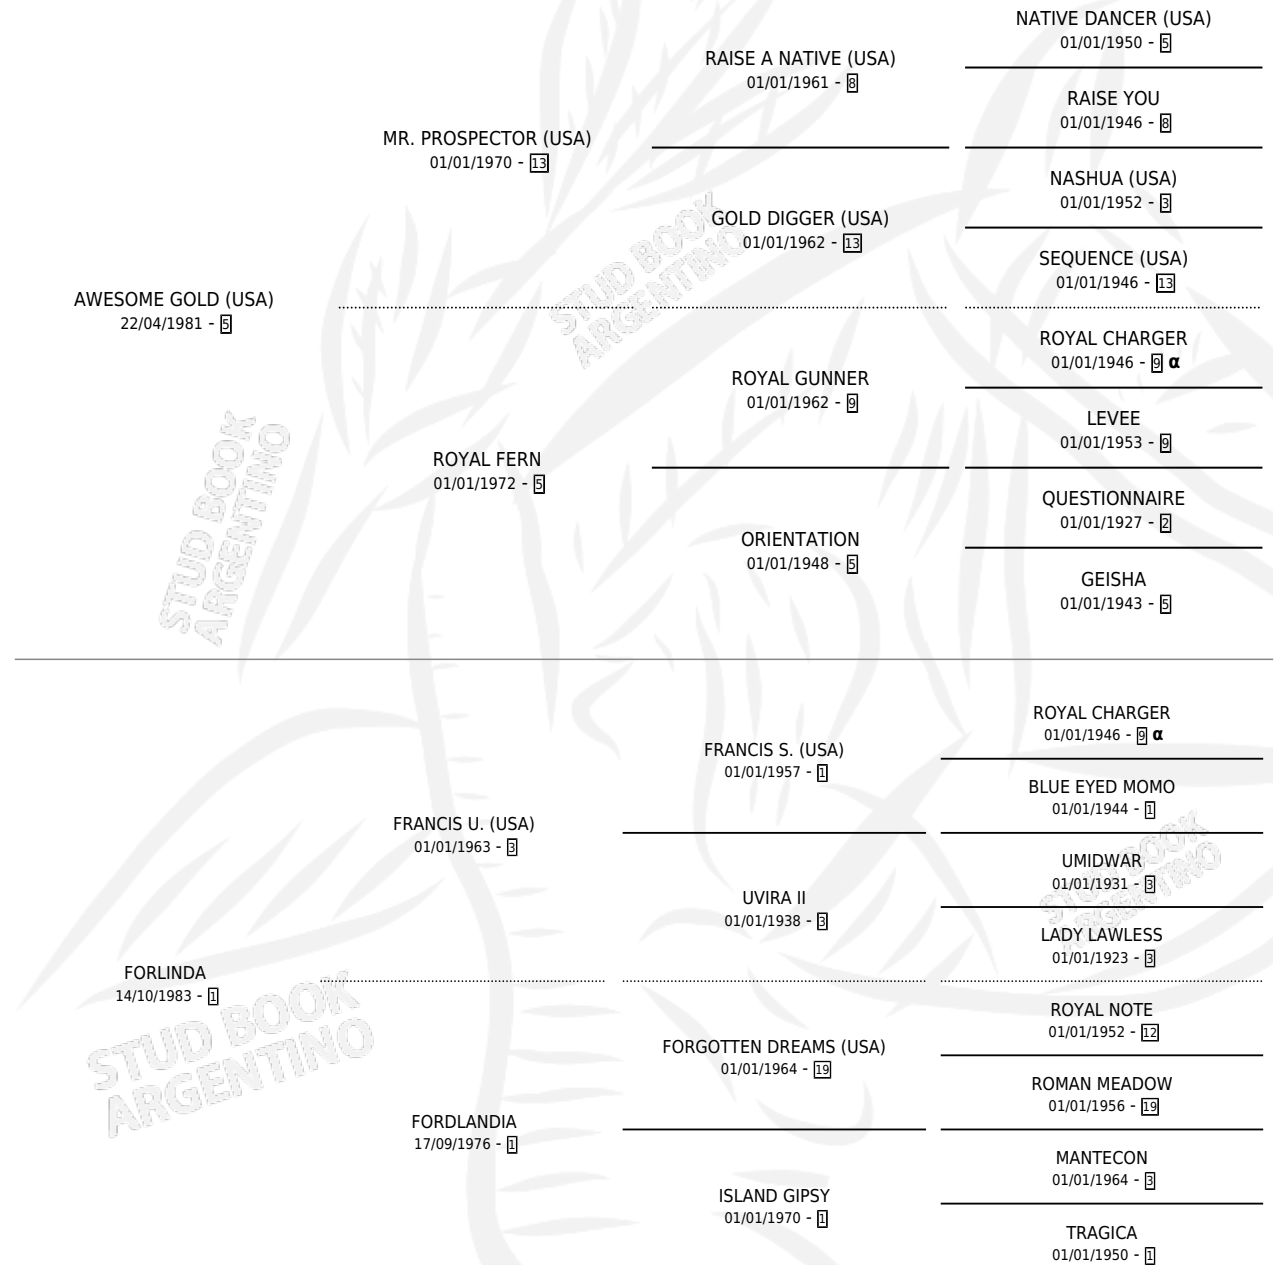 NATIVE DANCER (USA)
01/01/1950 - 5
RAISE A NATIVE (USA)
01/01/1961 - 8
RAISE YOU
01/01/1946 - 8
MR. PROSPECTOR (USA)
01/01/1970 - 13
NASHUA (USA)
01/01/1952 - 3
GOLD DIGGER (USA)
01/01/1962 - 13
SEQUENCE (USA)
01/01/1946 - 13
STUD BOOK
ARGENTINO
AWESOME GOLD (USA)
22/04/1981 - 5
ROYAL CHARGER
01/01/1946 - 9 α
ROYAL GUNNER
01/01/1962 - 9
LEVEE
01/01/1953 - 9
ROYAL FERN
01/01/1972 - 5
QUESTIONNAIRE
01/01/1927 - 2
ORIENTATION
01/01/1948 - 5
GEISHA
01/01/1943 - 5
STUD BOOK
ARGENTINO
ROYAL CHARGER
01/01/1946 - 9 α
FRANCIS S. (USA)
01/01/1957 - 1
BLUE EYED MOMO
01/01/1944 - 1
FRANCIS U. (USA)
01/01/1963 - 3
UMIDWAR
01/01/1931 - 3
UVIRA II
01/01/1938 - 3
LADY LAWLESS
01/01/1923 - 3
STUD BOOK
ARGENTINO
FORLINDA
14/10/1983 - 1
ROYAL NOTE
01/01/1952 - 12
FORGOTTEN DREAMS (USA)
01/01/1964 - 19
ROMAN MEADOW
01/01/1956 - 19
FORDLANDIA
17/09/1976 - 1
MANTECON
01/01/1964 - 3
ISLAND GIPSY
01/01/1970 - 1
TRAGICA
01/01/1950 - 1
STUD BOOK
ARGENTINO